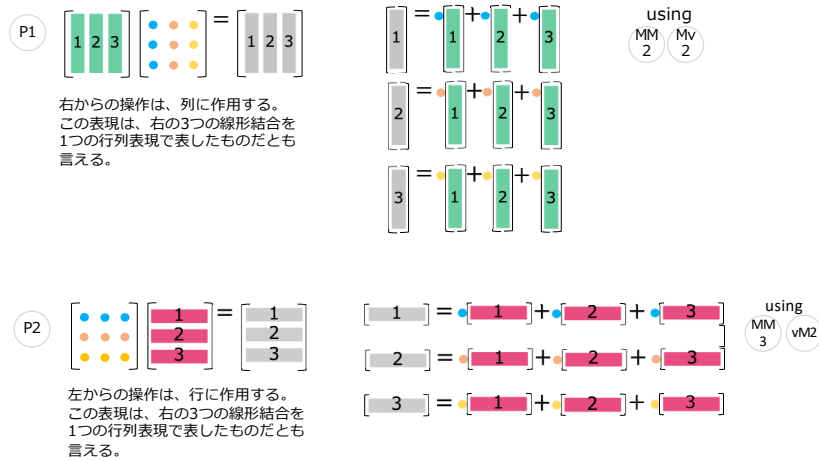 P1
1 2 3
=
1 2 3
右からの操作は、列に作用する。
この表現は、右の3つの線形結合を
1つの行列表現で表したものだとも
言える。
1 = 1 + 2 + 3
2 = 1 + 2 + 3
3 = 1 + 2 + 3
using
MM
2
Mv
2
P2
1
2
3
=
1
2
3
左からの操作は、行に作用する。
この表現は、右の3つの線形結合を
1つの行列表現で表したものだとも
言える。
1 = 1 + 2 + 3
2 = 1 + 2 + 3
3 = 1 + 2 + 3
using
MM
3
vM2